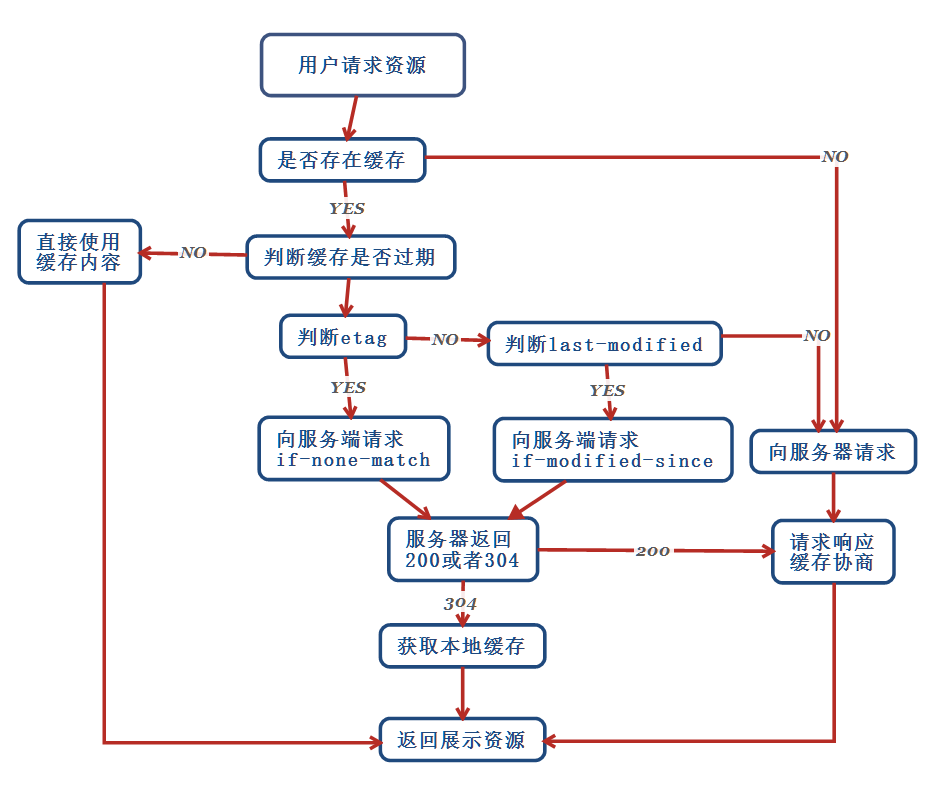 用户请求资源
是否存在缓存
NO
YES
直接使用
缓存内容
NO
判断缓存是否过期
判断etag
NO
判断last-modified
NO
YES
YES
向服务端请求
if-none-match
向服务端请求
if-modified-since
向服务器请求
服务器返回
200或者304
200
请求响应
缓存协商
304
获取本地缓存
返回展示资源